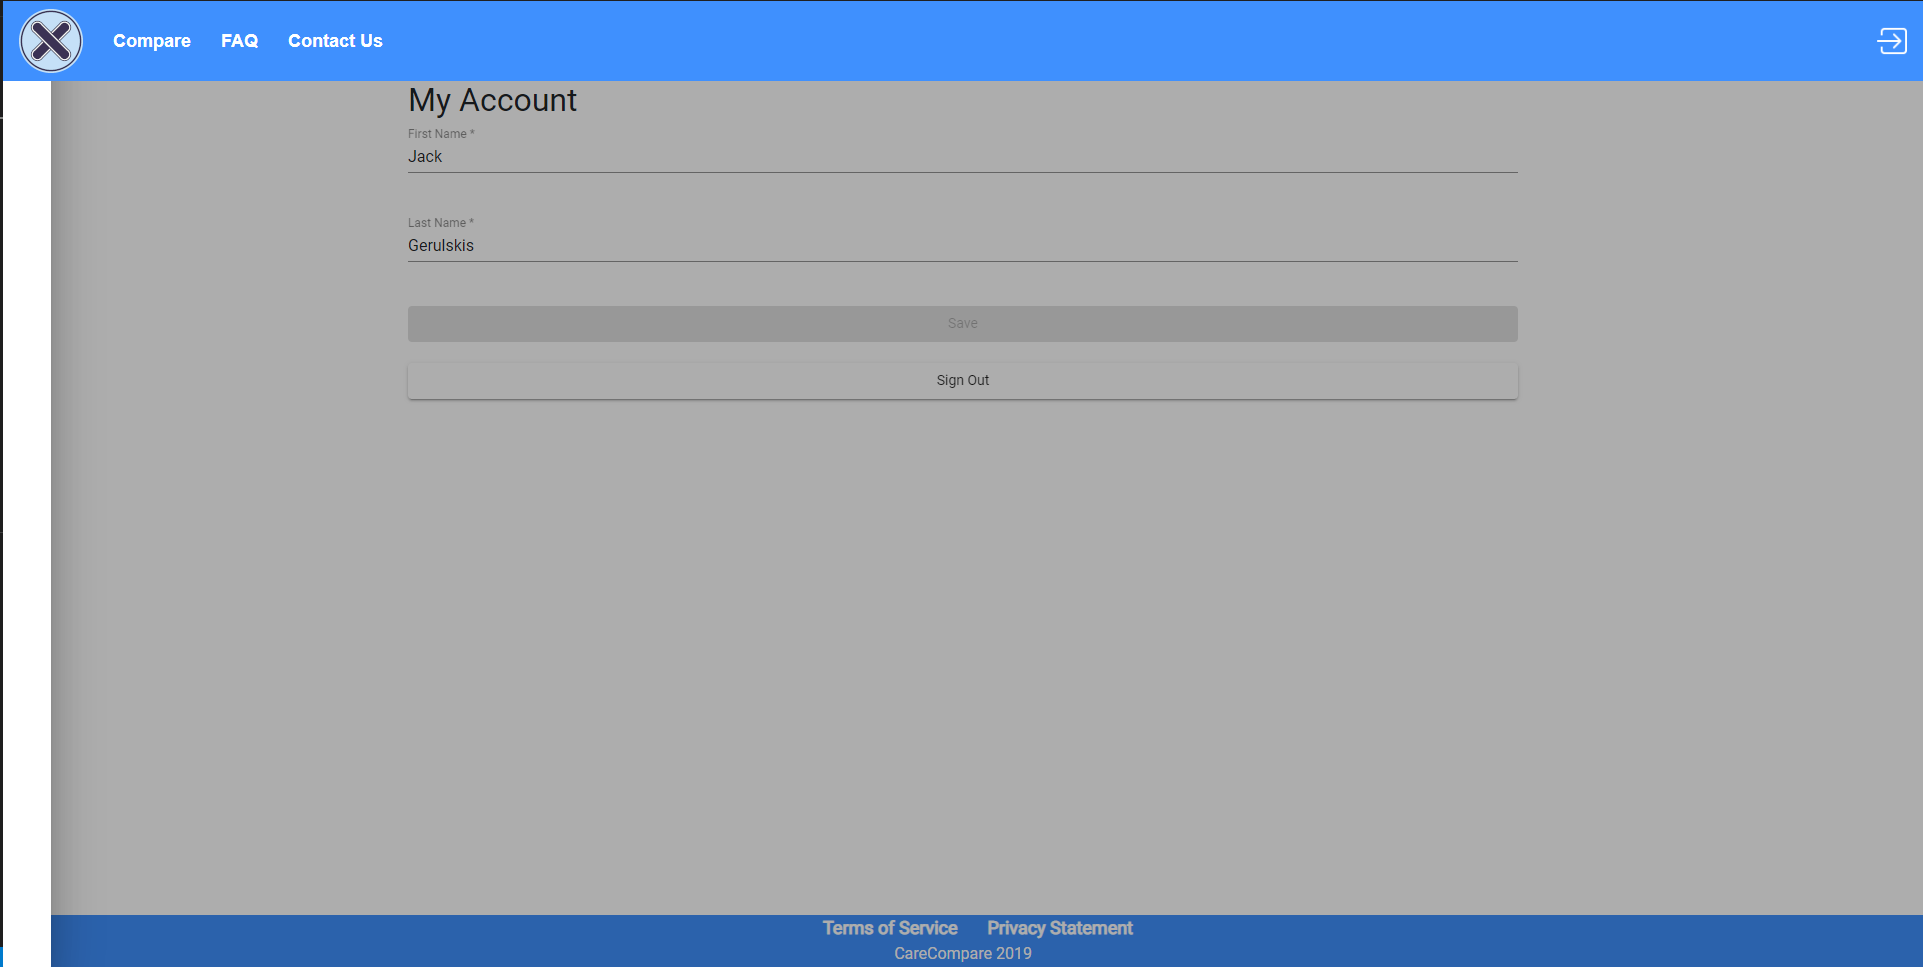 Compare FAQ Contact Us
My Account
First Name *
Jack
Last Name *
Gerulskis
Save
Sign Out
Terms of Service Privacy Statement
CareCompare 2019